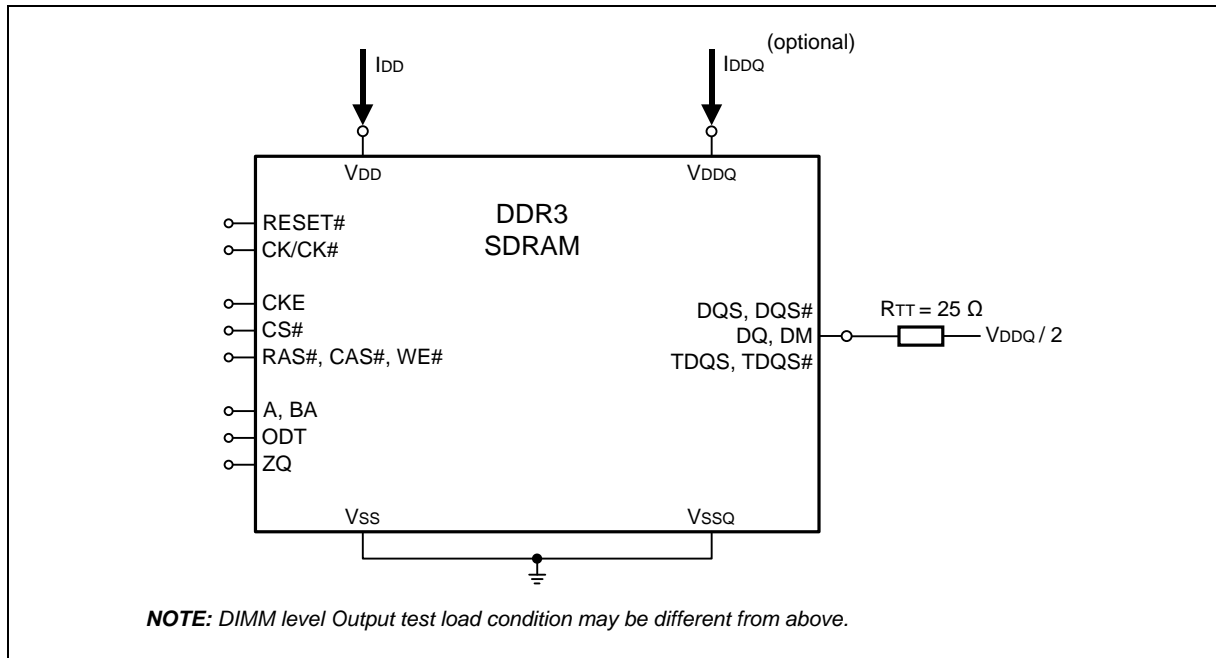 (optional)
IDD
IDDQ
VDD
VDDQ
DDR3
SDRAM
RESET#
CK/CK#
CKE
CS#
RAS#, CAS#, WE#
A, BA
ODT
ZQ
DQS, DQS#
DQ, DM
TDQS, TDQS#
RTT = 25 Ω
VDDQ / 2
VSS
VSSQ
NOTE: DIMM level Output test load condition may be different from above.